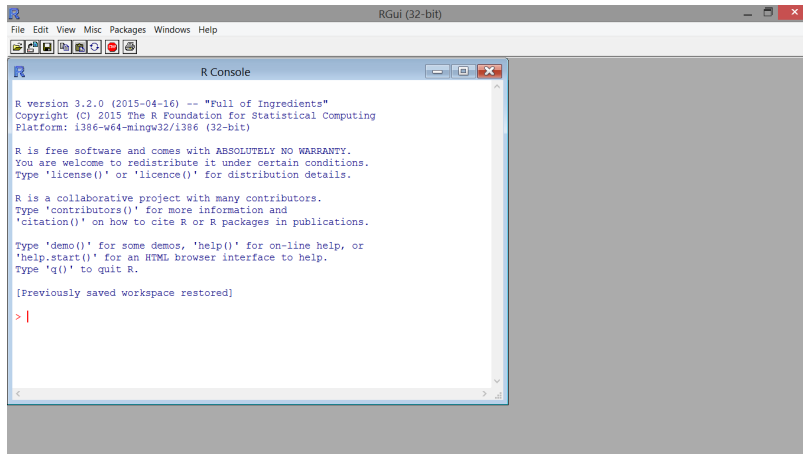 RGui (32-bit)
File Edit View Misc Packages Windows Help
R Console
R version 3.2.0 (2015-04-16) -- "Full of Ingredients"
Copyright (C) 2015 The R Foundation for Statistical Computing
Platform: i386-w64-mingw32/i386 (32-bit)
R is free software and comes with ABSOLUTELY NO WARRANTY.
You are welcome to redistribute it under certain conditions.
Type 'license()' or 'licence()' for distribution details.
R is a collaborative project with many contributors.
Type 'contributors()' for more information and
'citation()' on how to cite R or R packages in publications.
Type 'demo()' for some demos, 'help()' for on-line help, or
'help.start()' for an HTML browser interface to help.
Type 'q()' to quit R.
[Previously saved workspace restored]
>